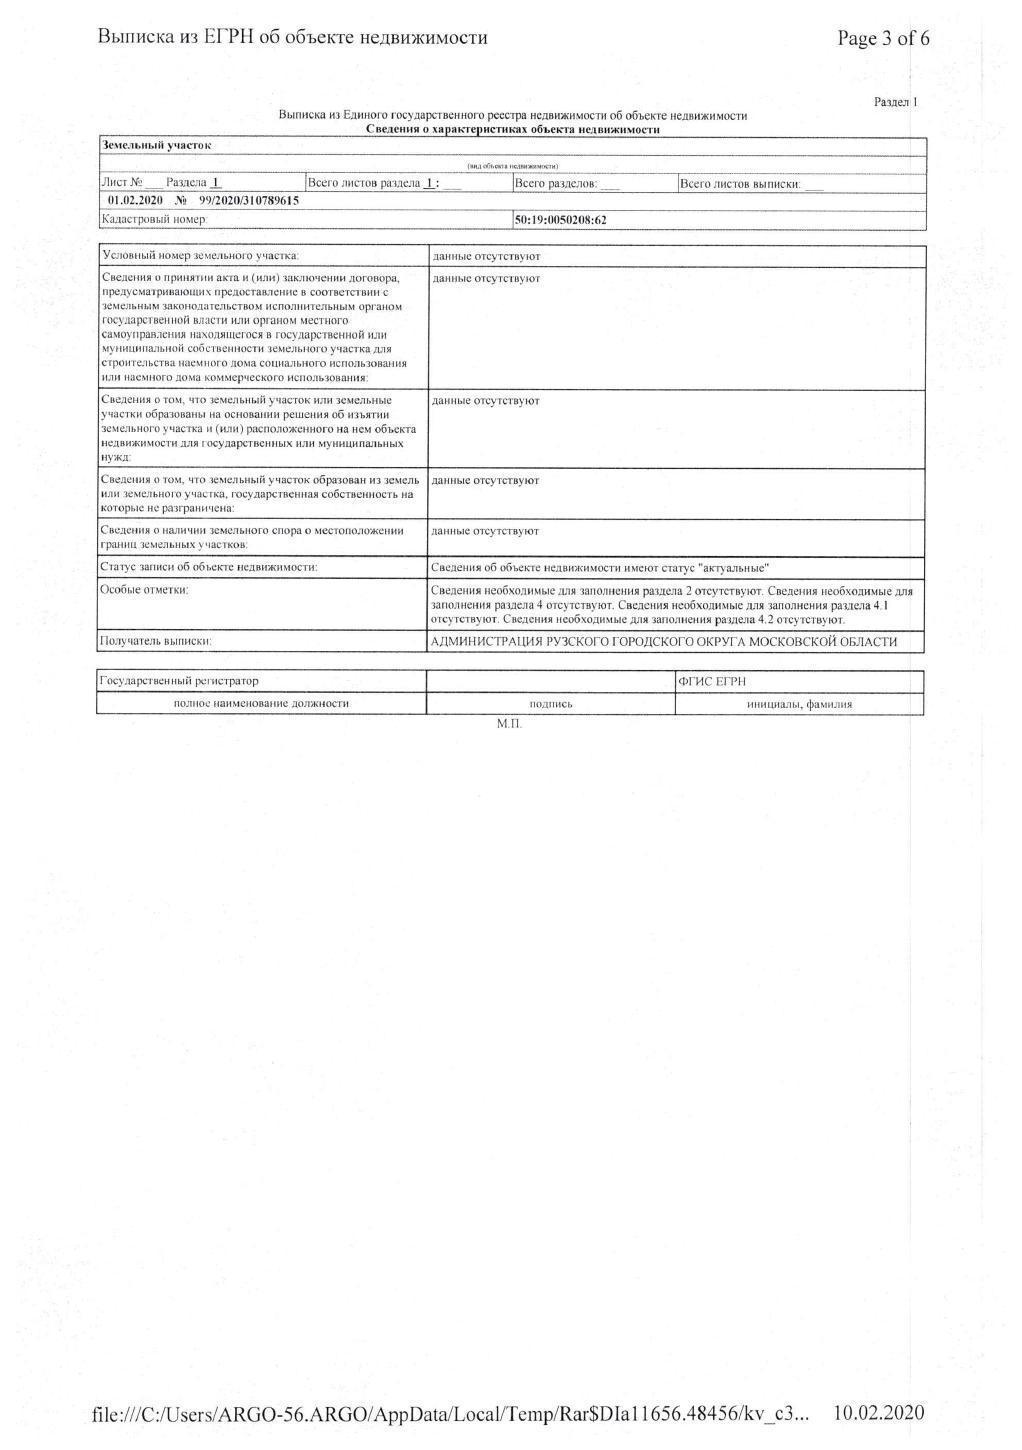 Выписка из ЕГРН об объекте недвижимости
Page 3 of 6
Раздел 1
Выписка из Единого государственного реестра недвижимости об объекте недвижимости
Сведения о характеристиках объекта недвижимости
Земельный участок
(вид объекта недвижимости)
Лист № ___ Раздела 1
Всего листов раздела 1 : ___
Всего разделов: ___
Всего листов выписки: ___
01.02.2020 № 99/2020/310789615
Кадастровый номер:
50:19:0050208:62
Условный номер земельного участка:
данные отсутствуют
Сведения о принятии акта и (или) заключении договора,
предусматривающих предоставление в соответствии с
земельным законодательством исполнительным органом
государственной власти или органом местного
самоуправления находящегося в государственной или
муниципальной собственности земельного участка для
строительства наемного дома социального использования
или наемного дома коммерческого использования:
данные отсутствуют
Сведения о том, что земельный участок или земельные
участки образованы на основании решения об изъятии
земельного участка и (или) расположенного на нем объекта
недвижимости для государственных или муниципальных
нужд:
данные отсутствуют
Сведения о том, что земельный участок образован из земель
или земельного участка, государственная собственность на
которые не разграничена:
данные отсутствуют
Сведения о наличии земельного спора о местоположении
границ земельных участков:
данные отсутствуют
Статус записи об объекте недвижимости:
Сведения об объекте недвижимости имеют статус "актуальные"
Особые отметки:
Сведения необходимые для заполнения раздела 2 отсутствуют. Сведения необходимые для
заполнения раздела 4 отсутствуют. Сведения необходимые для заполнения раздела 4.1
отсутствуют. Сведения необходимые для заполнения раздела 4.2 отсутствуют.
Получатель выписки:
АДМИНИСТРАЦИЯ РУЗСКОГО ГОРОДСКОГО ОКРУГА МОСКОВСКОЙ ОБЛАСТИ
Государственный регистратор
ФГИС ЕГРН
полное наименование должности
подпись
инициалы, фамилия
М.П.
file:///C:/Users/ARGO-56.ARGO/AppData/Local/Temp/Rar$DIa11656.48456/kv_c3...
10.02.2020